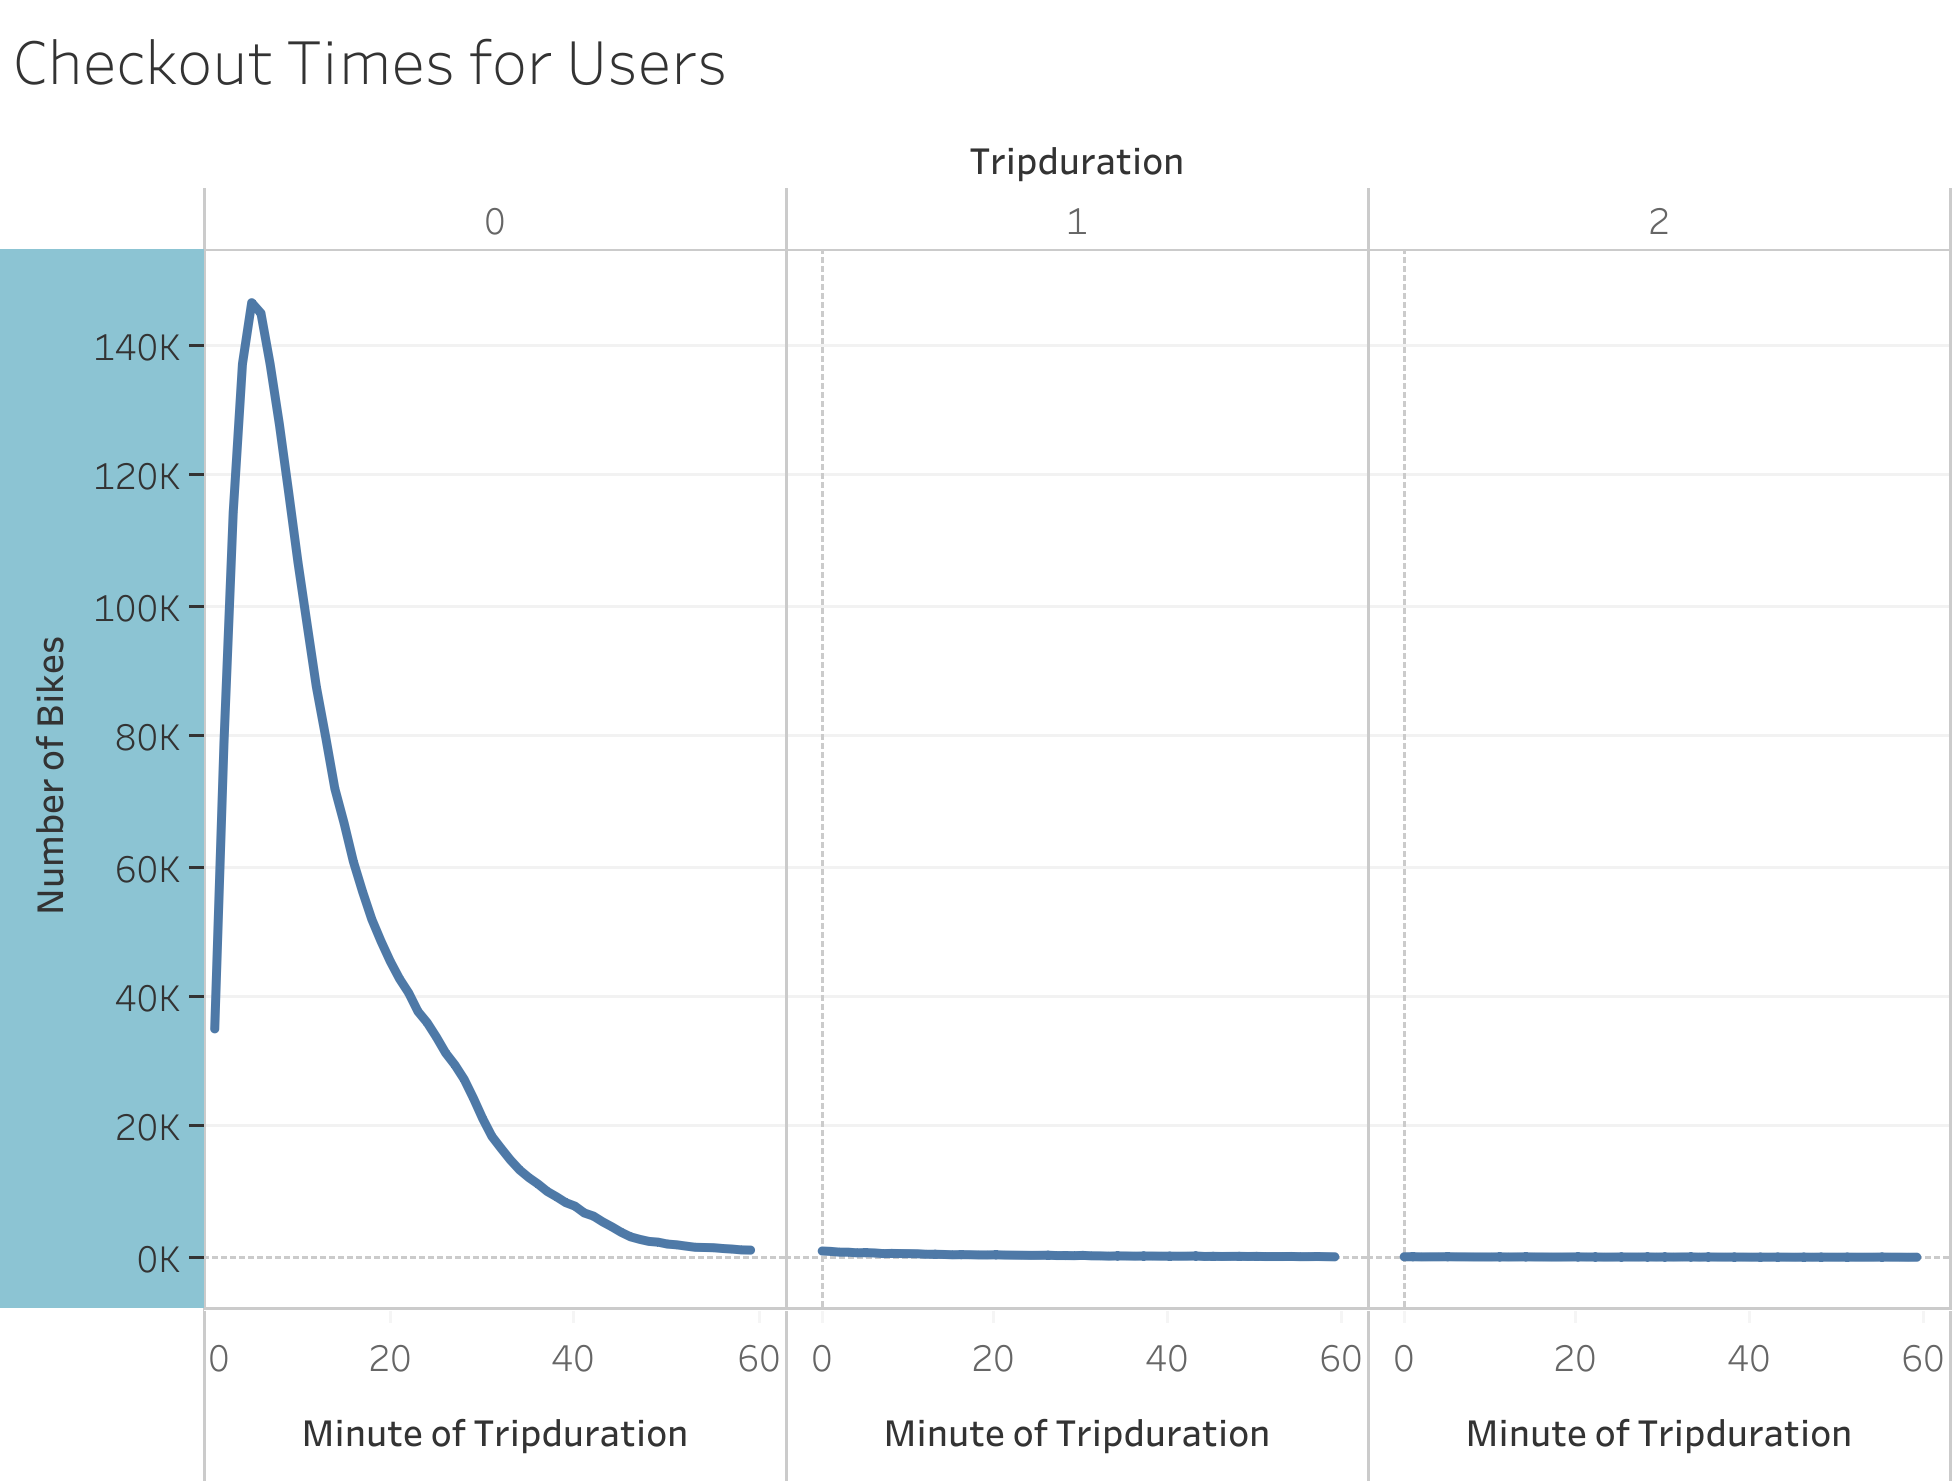 Checkout Times for Users
Tripduration
0 1 2
Number of Bikes
140K
120K
100K
80K
60K
40K
20K
0K
0 20 40 60 0 20 40 60 0 20 40 60
Minute of Tripduration Minute of Tripduration Minute of Tripduration